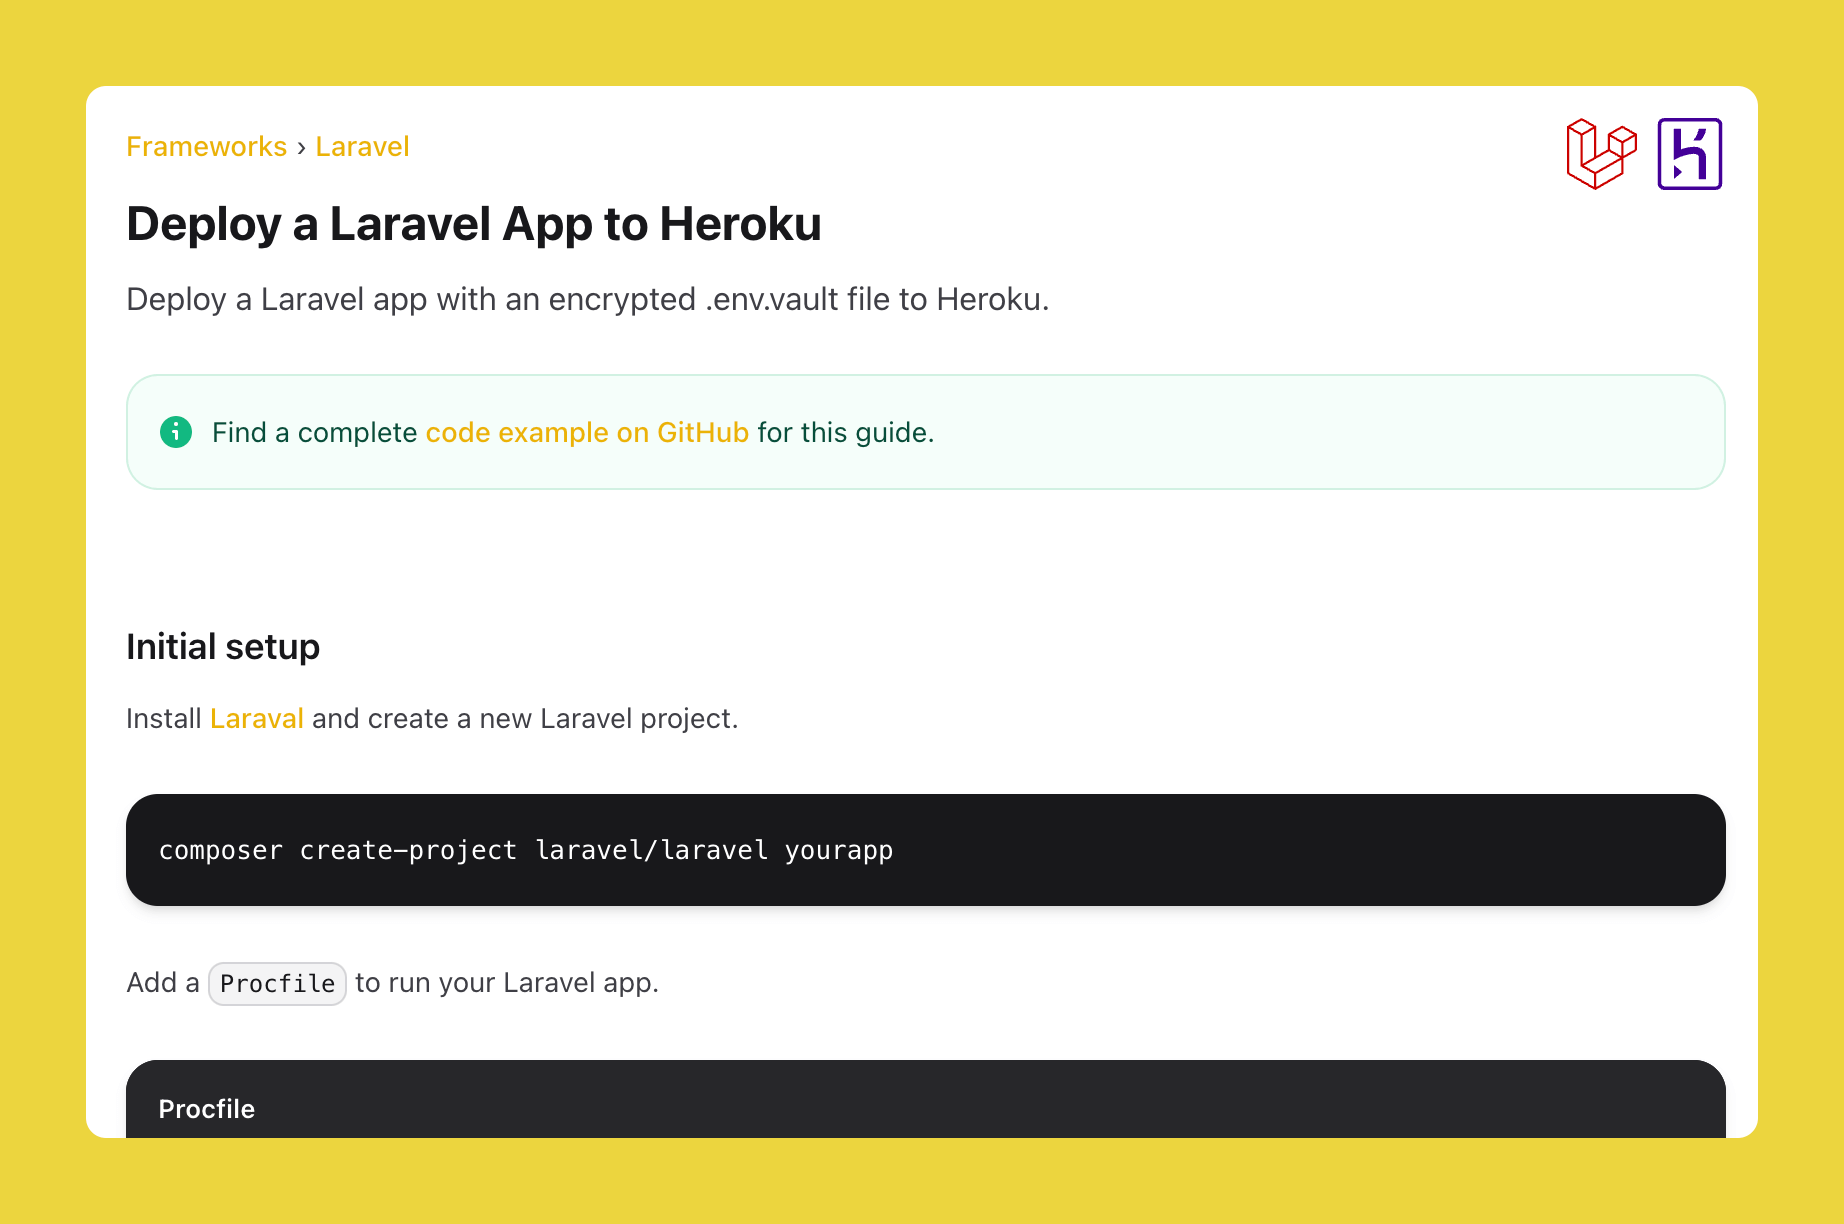 Frameworks › Laravel
Deploy a Laravel App to Heroku
Deploy a Laravel app with an encrypted .env.vault file to Heroku.
Find a complete code example on GitHub for this guide.
Initial setup
Install Laraval and create a new Laravel project.
composer create-project laravel/laravel yourapp
Add a Procfile to run your Laravel app.
Procfile